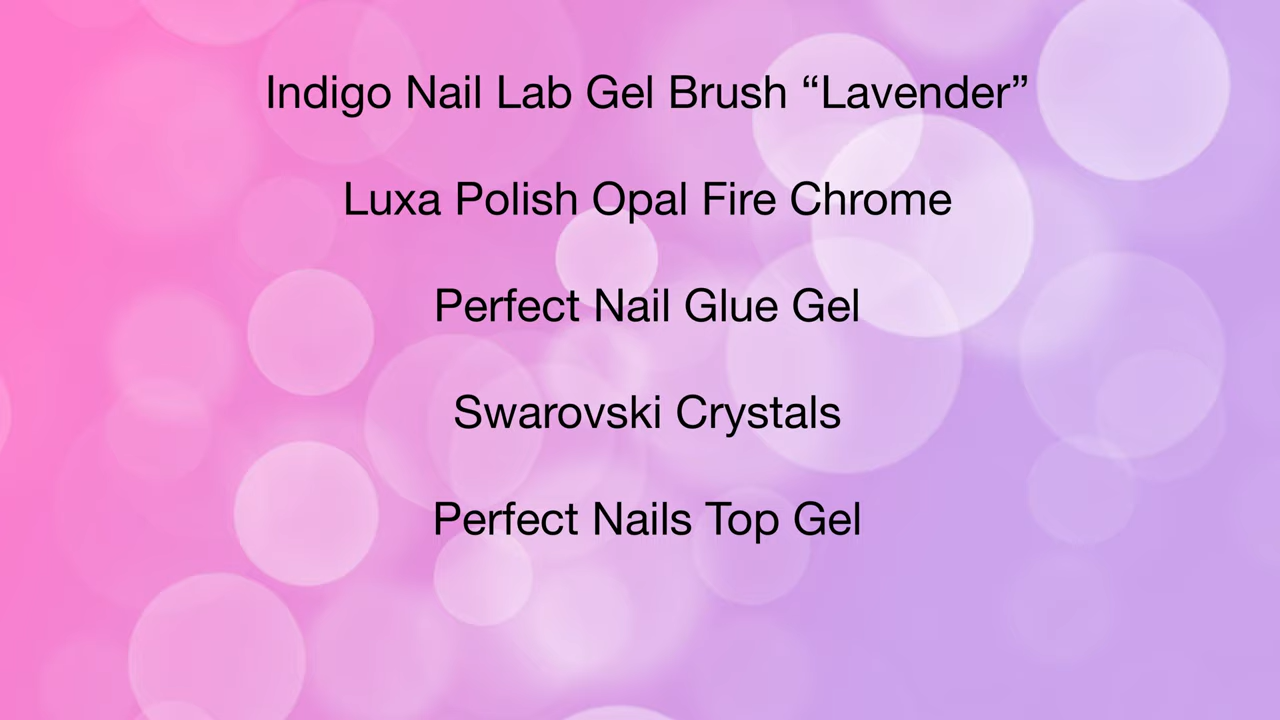 Indigo Nail Lab Gel Brush “Lavender”
Luxa Polish Opal Fire Chrome
Perfect Nail Glue Gel
Swarovski Crystals
Perfect Nails Top Gel